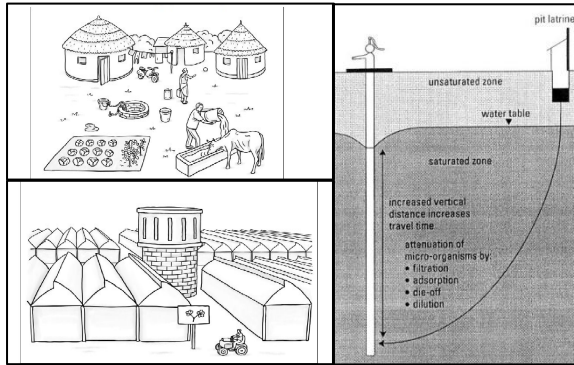 pit latrine
unsaturated zone
water table
saturated zone
increased vertical
distance increases
travel time
attenuation of
micro-organisms by:
• filtration
• adsorption
• die-off
• dilution